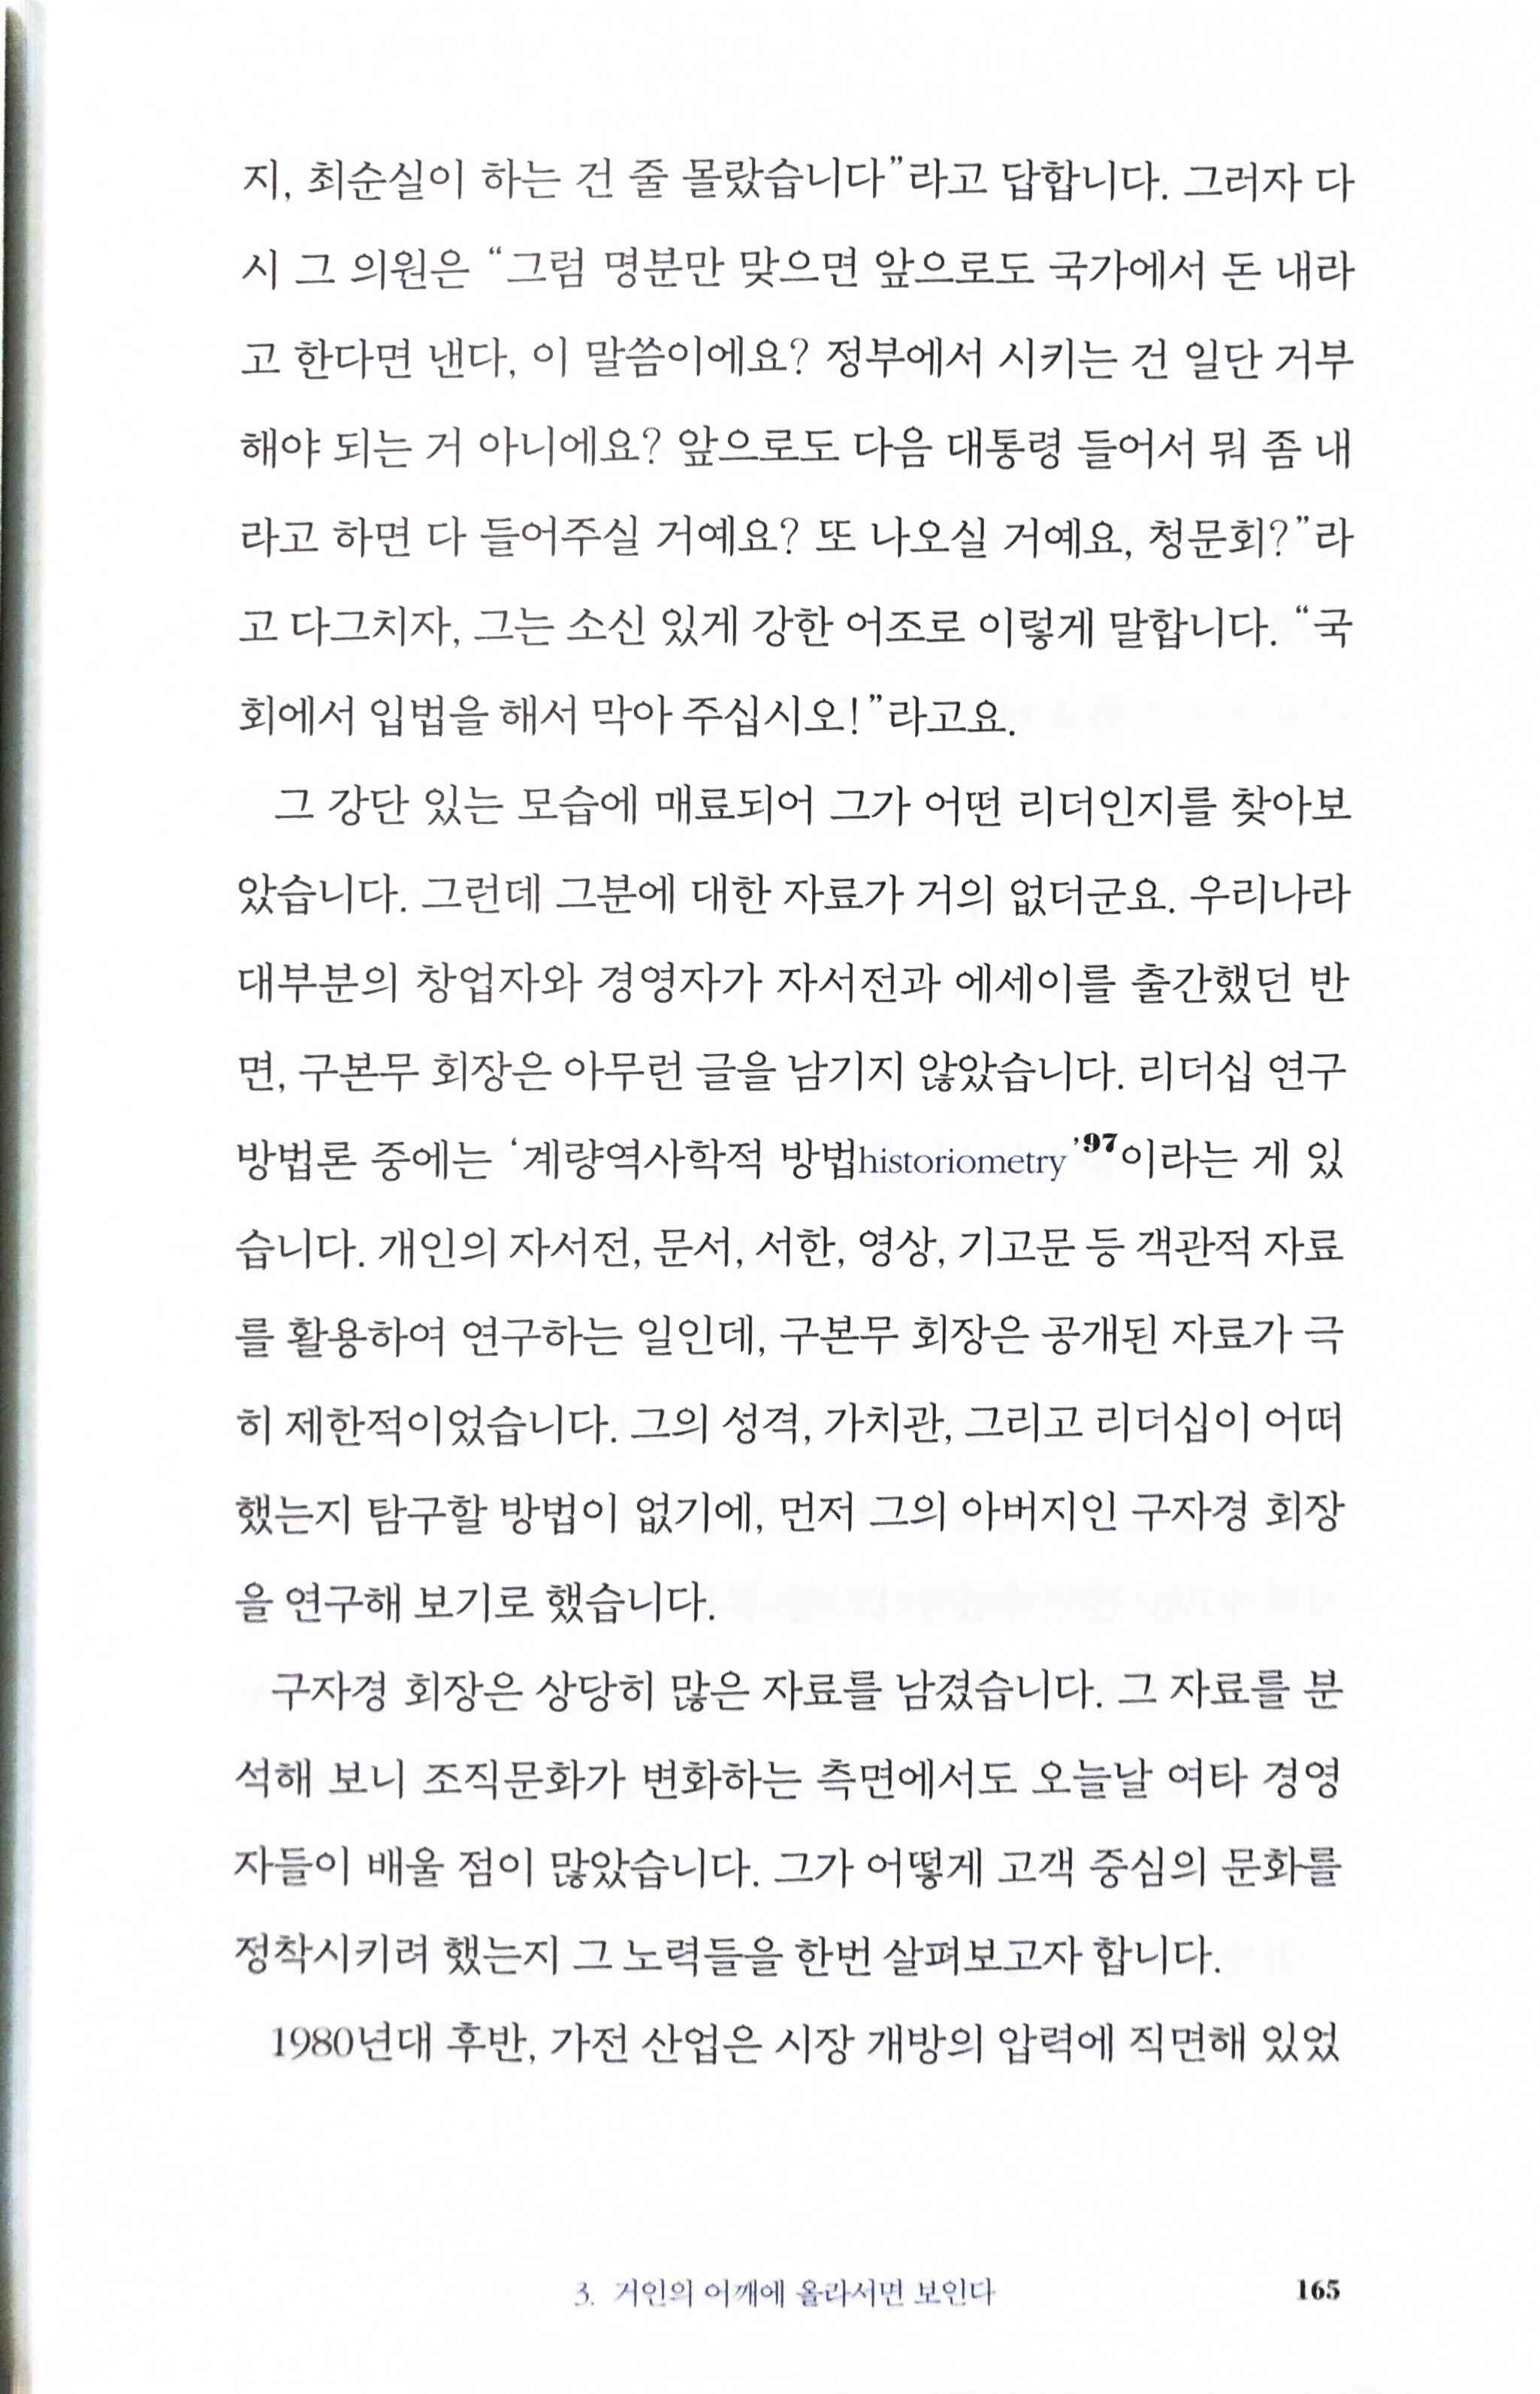 지, 최순실이 하는 건 줄 몰랐습니다”라고 답합니다. 그러자 다
시 그 의원은 “그럼 명분만 맞으면 앞으로도 국가에서 돈 내라
고 한다면 낸다, 이 말씀이에요? 정부에서 시키는 건 일단 거부
해야 되는 거 아니에요? 앞으로도 다음 대통령 들어서 뭐 좀 내
라고 하면 다 들어주실 거예요? 또 나오실 거예요, 청문회?”라
고 다그치자, 그는 소신 있게 강한 어조로 이렇게 말합니다. “국
회에서 입법을 해서 막아 주십시오!”라고요.
그 강단 있는 모습에 매료되어 그가 어떤 리더인지를 찾아보
았습니다. 그런데 그분에 대한 자료가 거의 없더군요. 우리나라
대부분의 창업자와 경영자가 자서전과 에세이를 출간했던 반
면, 구본무 회장은 아무런 글을 남기지 않았습니다. 리더십 연구
방법론 중에는 ‘계량역사학적 방법historiometry’97이라는 게 있
습니다. 개인의 자서전, 문서, 서한, 영상, 기고문 등 객관적 자료
를 활용하여 연구하는 일인데, 구본무 회장은 공개된 자료가 극
히 제한적이었습니다. 그의 성격, 가치관, 그리고 리더십이 어떠
했는지 탐구할 방법이 없기에, 먼저 그의 아버지인 구자경 회장
을 연구해 보기로 했습니다.
구자경 회장은 상당히 많은 자료를 남겼습니다. 그 자료를 분
석해 보니 조직문화가 변화하는 측면에서도 오늘날 여타 경영
자들이 배울 점이 많았습니다. 그가 어떻게 고객 중심의 문화를
정착시키려 했는지 그 노력들을 한번 살펴보고자 합니다.
1980년대 후반, 가전 산업은 시장 개방의 압력에 직면해 있었
3. 거인의 어깨에 올라서면 보인다 165